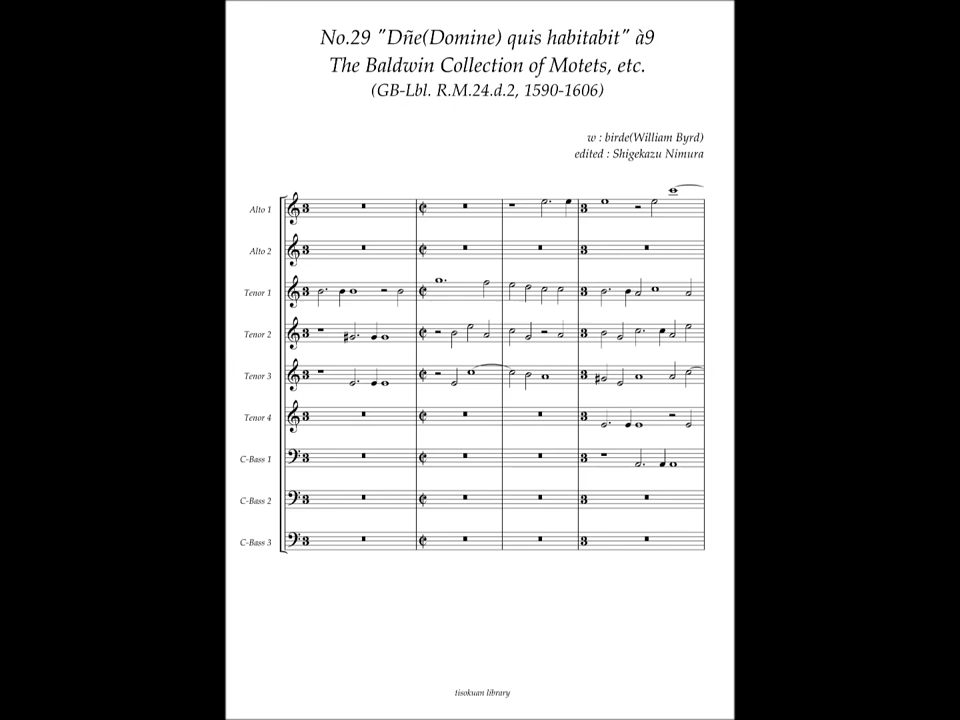 No.29 "Dñe(Domine) quis habitabit" à9
The Baldwin Collection of Motets, etc.
(GB-Lbl. R.M.24.d.2, 1590-1606)
w : birde(William Byrd)
edited : Shigekazu Nimura
Alto 1
Alto 2
Tenor 1
Tenor 2
Tenor 3
Tenor 4
C-Bass 1
C-Bass 2
C-Bass 3
tisokuan library